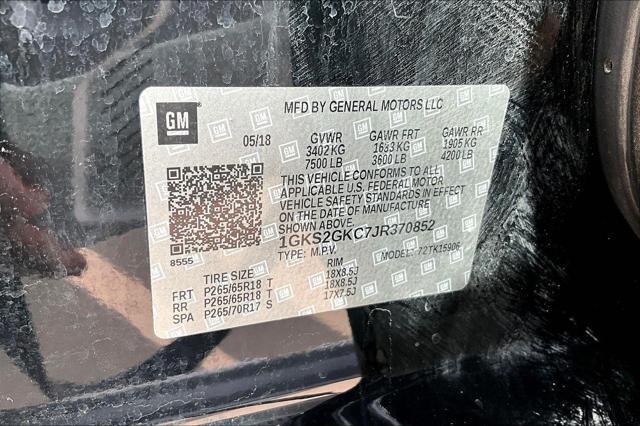 GM
MFD BY GENERAL MOTORS LLC
05/18 GVWR GAWR FRT GAWR RR
3402 KG 1633 KG 1905 KG
7500 LB 3600 LB 4200 LB
THIS VEHICLE CONFORMS TO ALL
APPLICABLE U.S. FEDERAL MOTOR
VEHICLE SAFETY STANDARDS IN EFFECT
ON THE DATE OF MANUFACTURE
SHOWN ABOVE
1GKS2GKC7JR370852
8555 TYPE: M.P.V. MODEL: 72TK15906
TIRE SIZE RIM
FRT P265/65R18 T 18X8.5J
RR P265/65R18 T 18X8.5J
SPA P265/70R17 S 17X7.5J